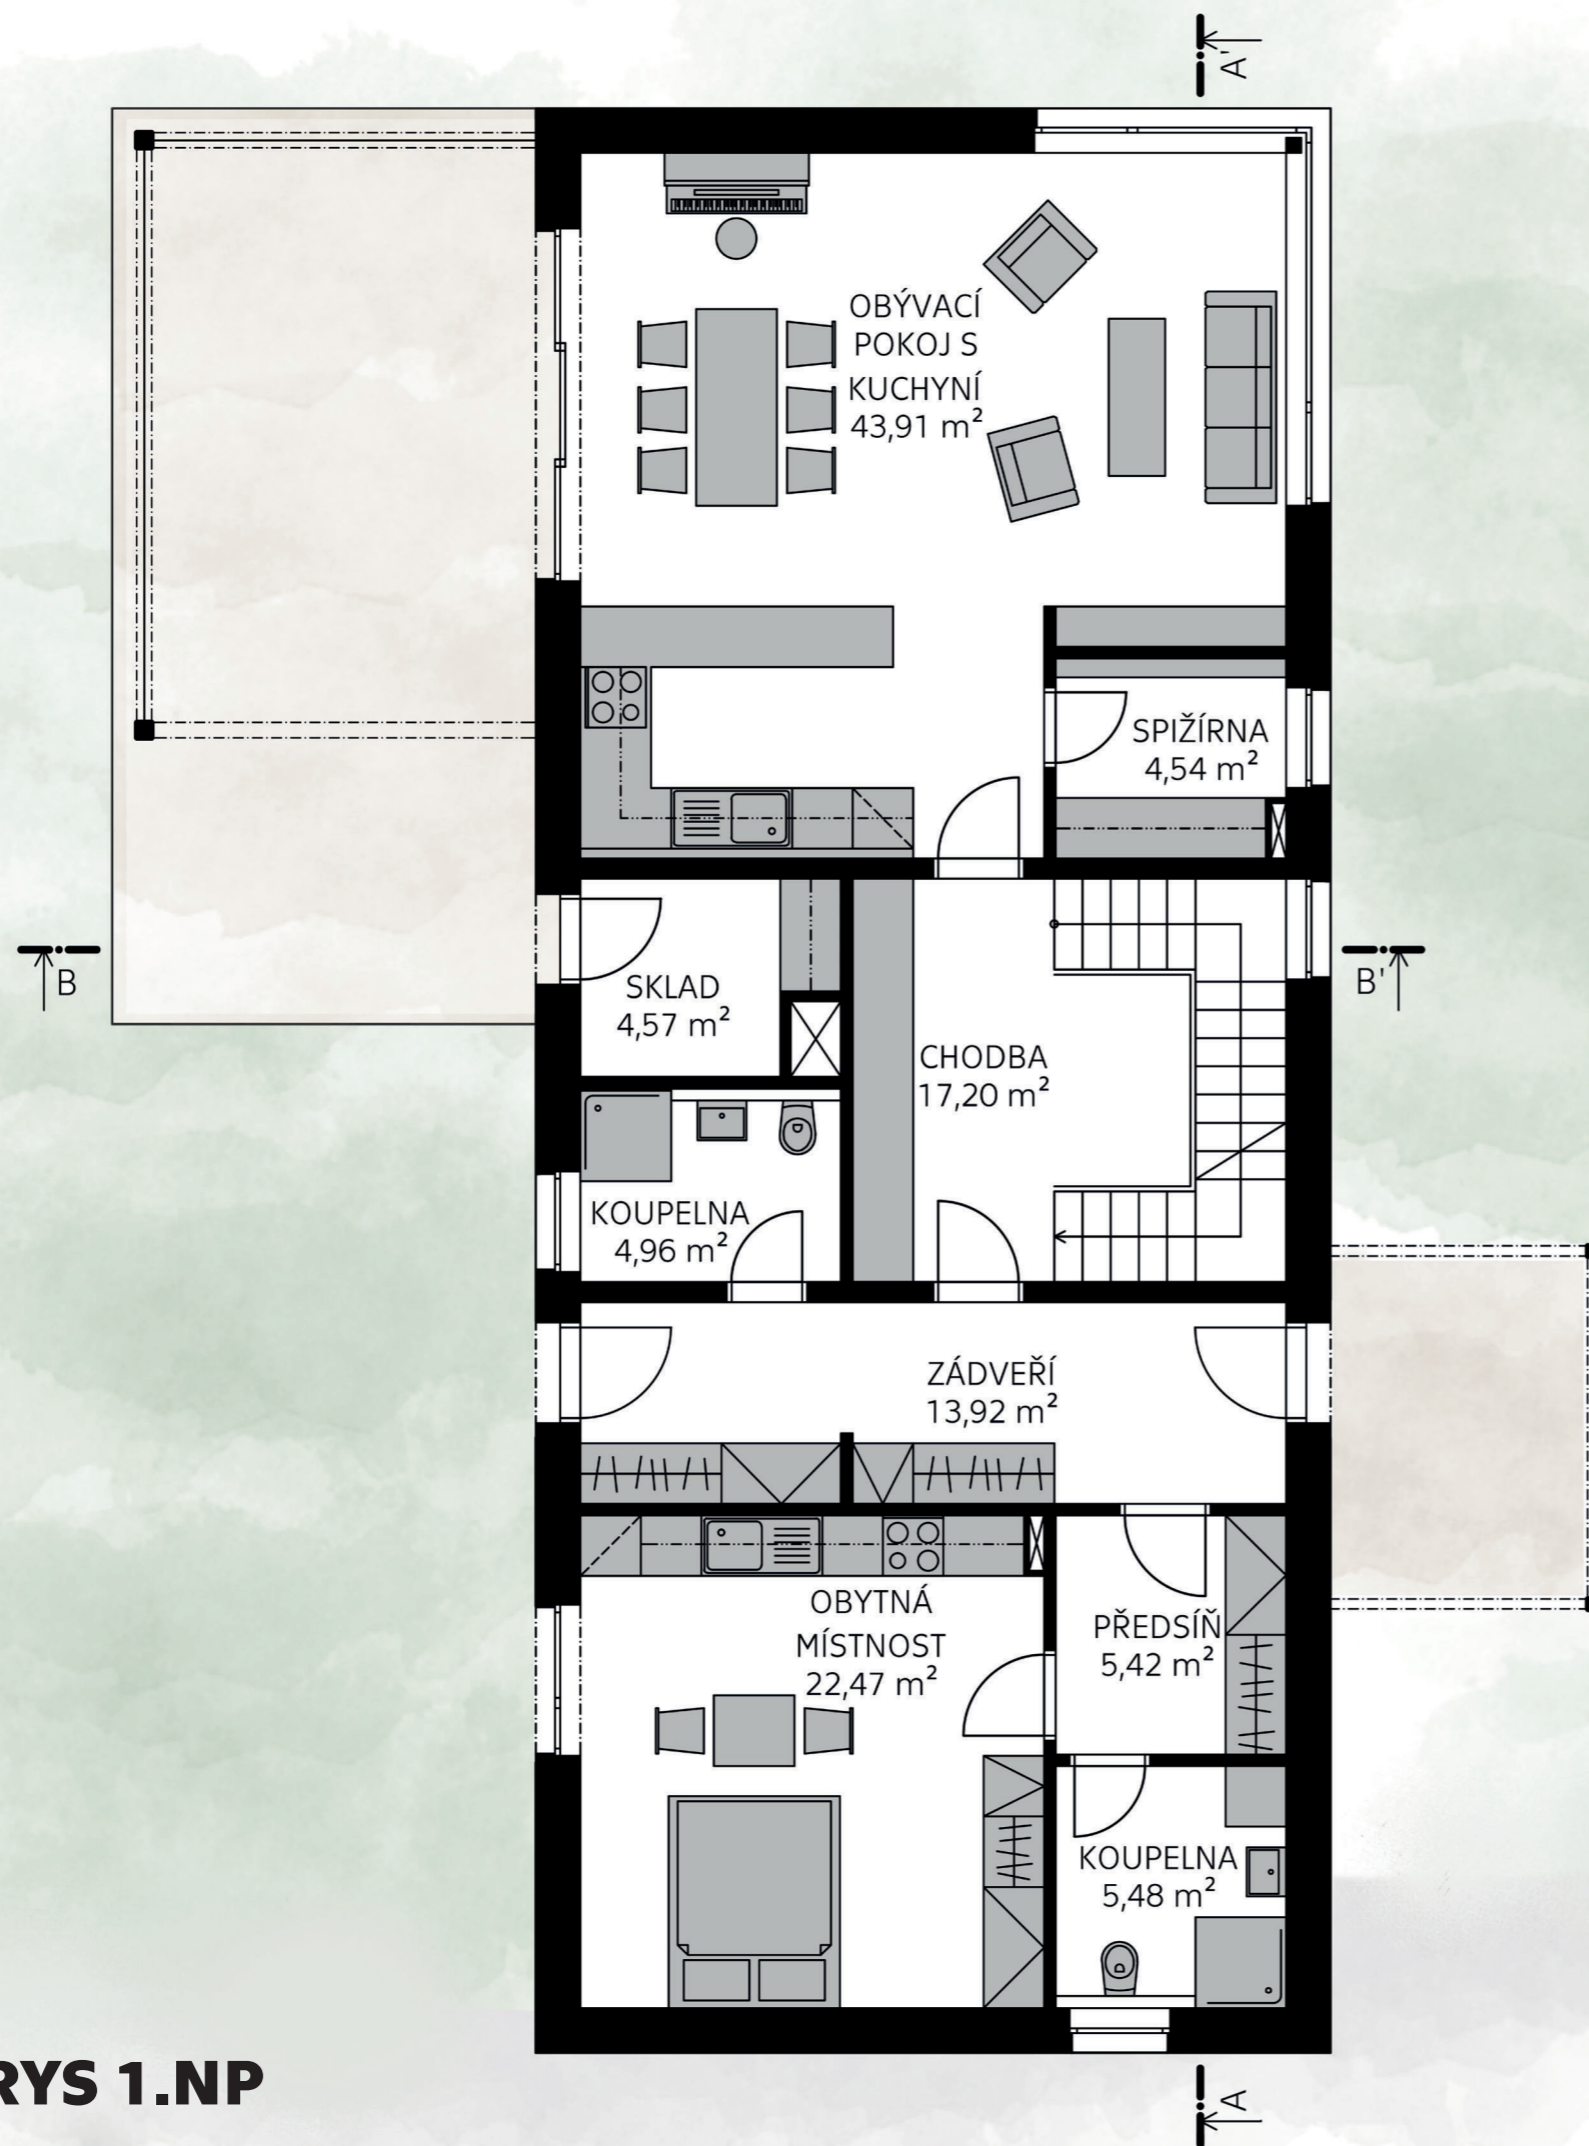 A'
OBÝVACÍ
POKOJ S
KUCHYNÍ
43,91 m²
SPIŽÍRNA
4,54 m²
B
SKLAD
4,57 m²
B'
CHODBA
17,20 m²
KOUPELNA
4,96 m²
ZÁDVEŘÍ
13,92 m²
OBYTNÁ
MÍSTNOST
22,47 m²
PŘEDSÍŇ
5,42 m²
KOUPELNA
5,48 m²
RYS 1.NP
A